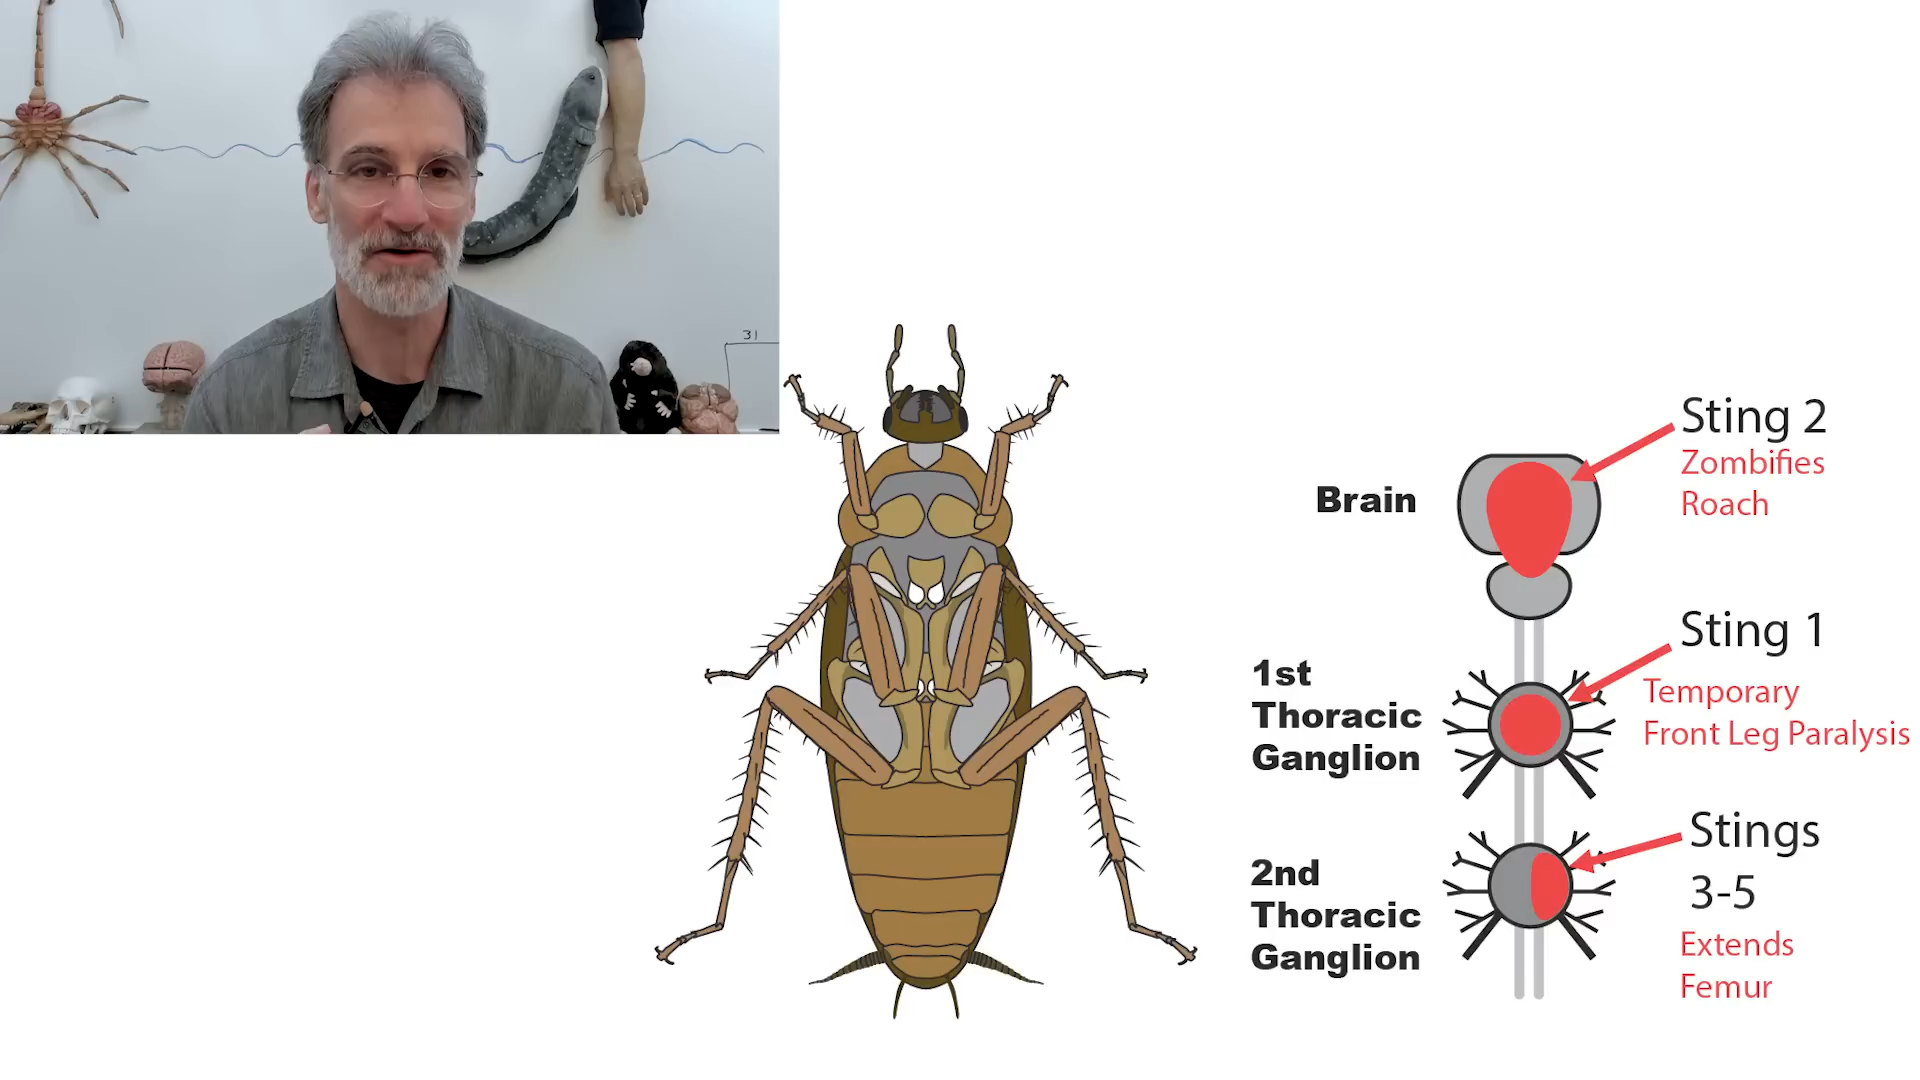 31
Sting 2
Zombifies
Roach
Brain
Sting 1
1st
Thoracic
Ganglion
Temporary
Front Leg Paralysis
Stings
3-5
2nd
Thoracic
Ganglion
Extends
Femur